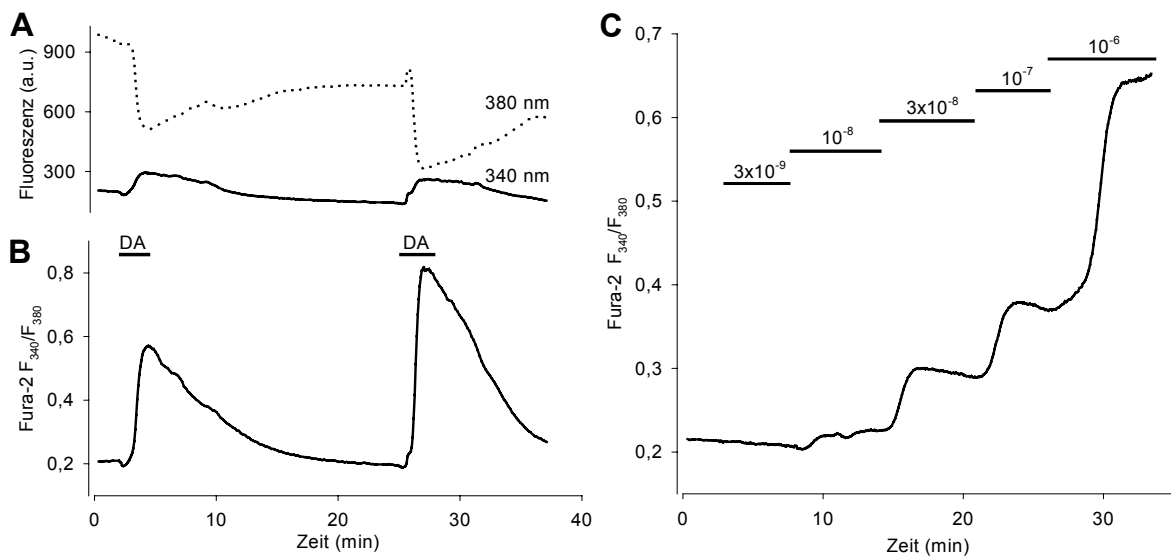 A
Fluoreszenz (a.u.)
900
600
300
380 nm
340 nm
B
DA
DA
Fura-2 F340/F380
0,8
0,6
0,4
0,2
0
10
20
30
40
Zeit (min)
C
Fura-2 F340/F380
0,7
0,6
0,5
0,4
0,3
0,2
3x10⁻⁹
10⁻⁸
3x10⁻⁸
10⁻⁷
10⁻⁶
0
10
20
30
Zeit (min)